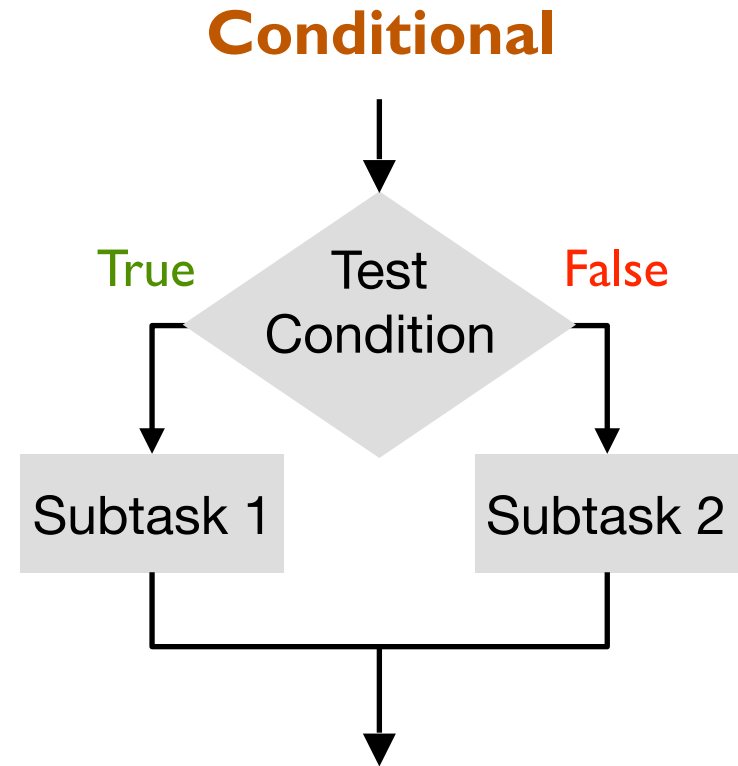 Conditional
True
Test
Condition
False
Subtask 1
Subtask 2